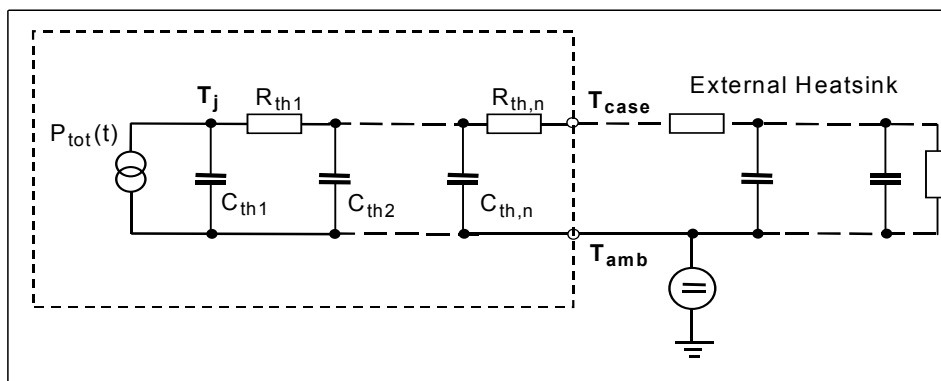 External Heatsink
T_j
R_th1
R_th,n
T_case
P_tot(t)
C_th1
C_th2
C_th,n
T_amb